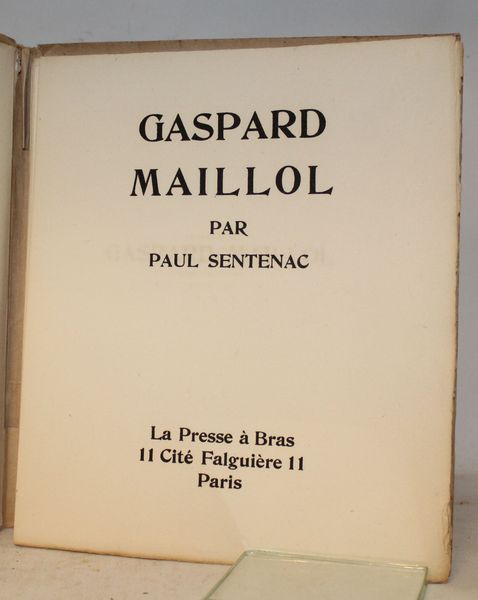 GASPARD
MAILLOL
PAR
PAUL SENTENAC
La Presse à Bras
11 Cité Falguière 11
Paris